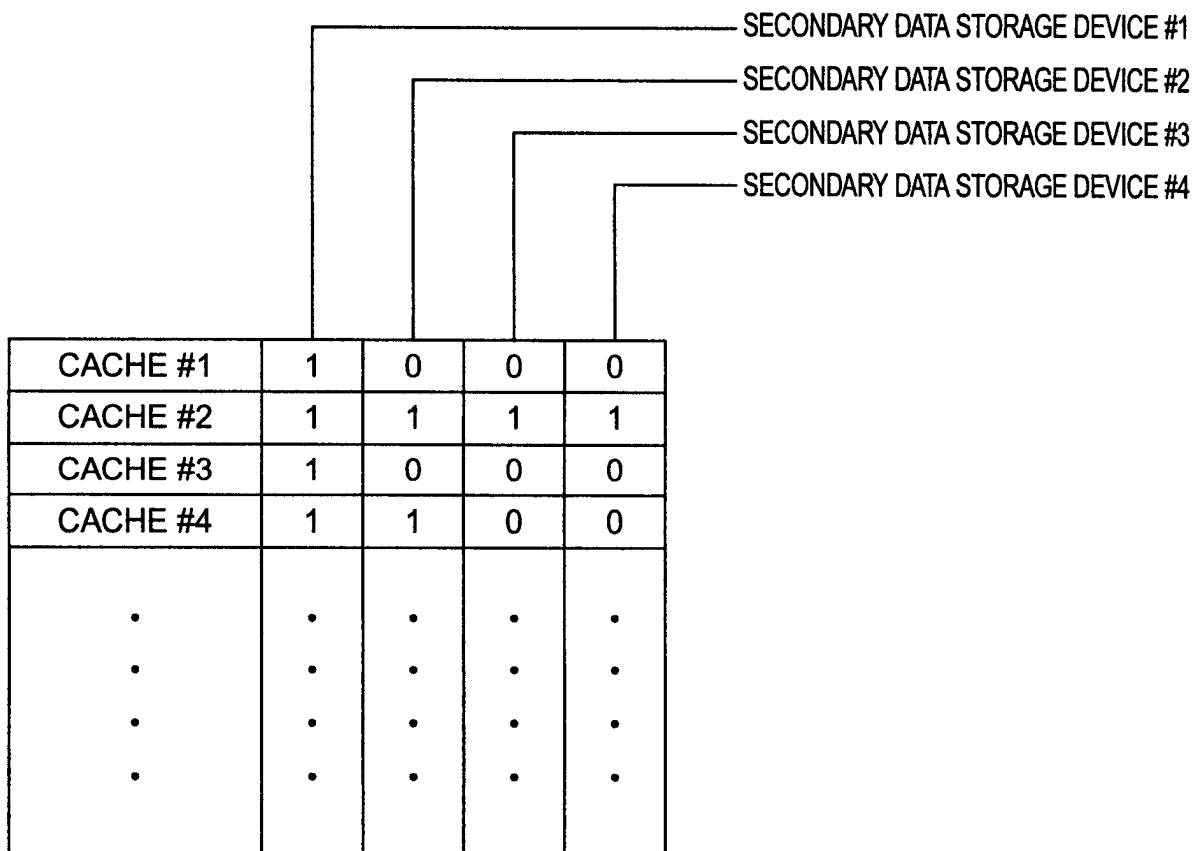 SECONDARY DATA STORAGE DEVICE #1
SECONDARY DATA STORAGE DEVICE #2
SECONDARY DATA STORAGE DEVICE #3
SECONDARY DATA STORAGE DEVICE #4
CACHE #1 1 0 0 0
CACHE #2 1 1 1 1
CACHE #3 1 0 0 0
CACHE #4 1 1 0 0